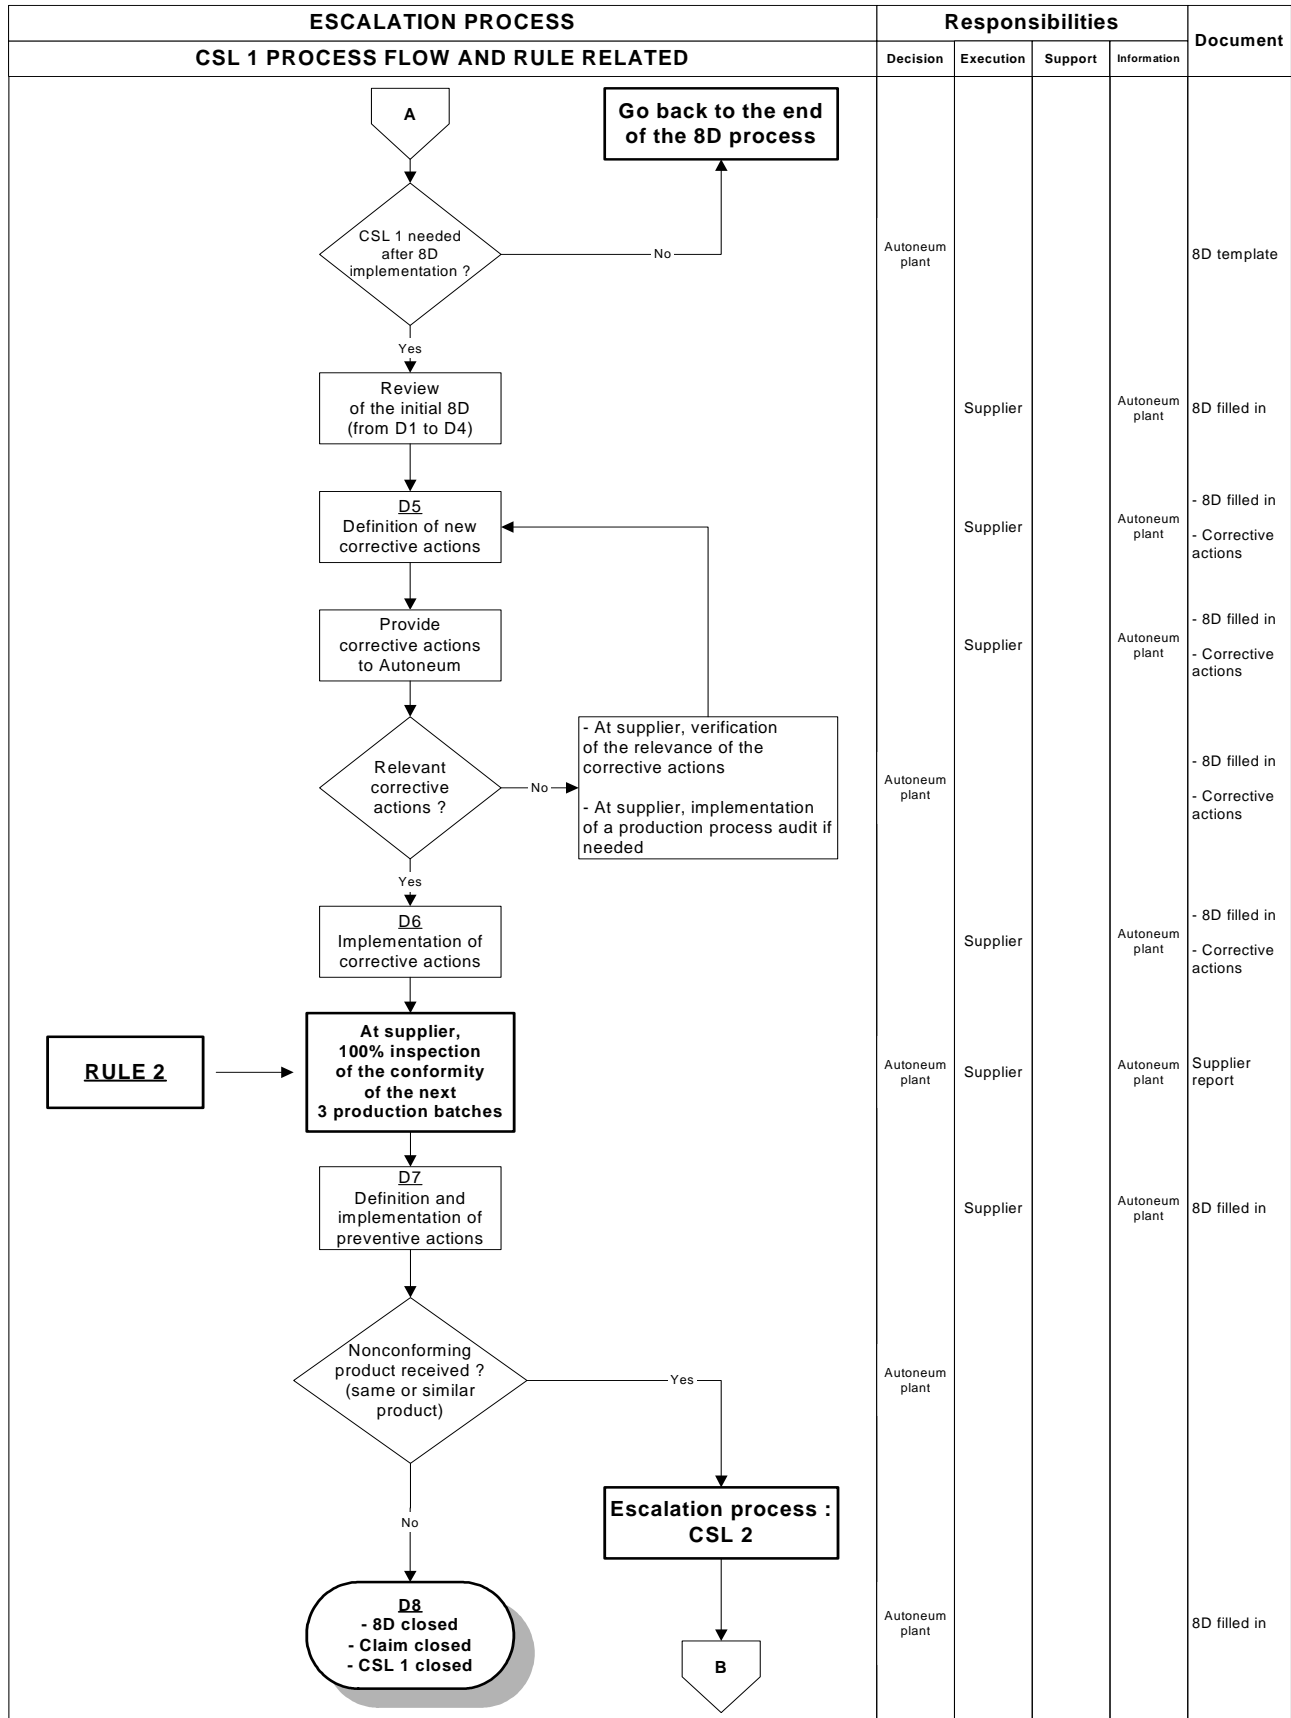 ESCALATION PROCESS
Responsibilities
Document
CSL 1 PROCESS FLOW AND RULE RELATED
Decision
Execution
Support
Information
A
Go back to the end
of the 8D process
CSL 1 needed
after 8D
implementation ?
No
Autoneum
plant
8D template
Yes
Review
of the initial 8D
(from D1 to D4)
Supplier
Autoneum
plant
8D filled in
D5
Definition of new
corrective actions
Supplier
Autoneum
plant
- 8D filled in
- Corrective
actions
Provide
corrective actions
to Autoneum
Supplier
Autoneum
plant
- 8D filled in
- Corrective
actions
Relevant
corrective
actions ?
No
- At supplier, verification
of the relevance of the
corrective actions
- At supplier, implementation
of a production process audit if
needed
Autoneum
plant
- 8D filled in
- Corrective
actions
Yes
D6
Implementation of
corrective actions
Supplier
Autoneum
plant
- 8D filled in
- Corrective
actions
RULE 2
At supplier,
100% inspection
of the conformity
of the next
3 production batches
Autoneum
plant
Supplier
Autoneum
plant
Supplier
report
D7
Definition and
implementation of
preventive actions
Supplier
Autoneum
plant
8D filled in
Nonconforming
product received ?
(same or similar
product)
Yes
Autoneum
plant
No
Escalation process :
CSL 2
D8
- 8D closed
- Claim closed
- CSL 1 closed
Autoneum
plant
8D filled in
B